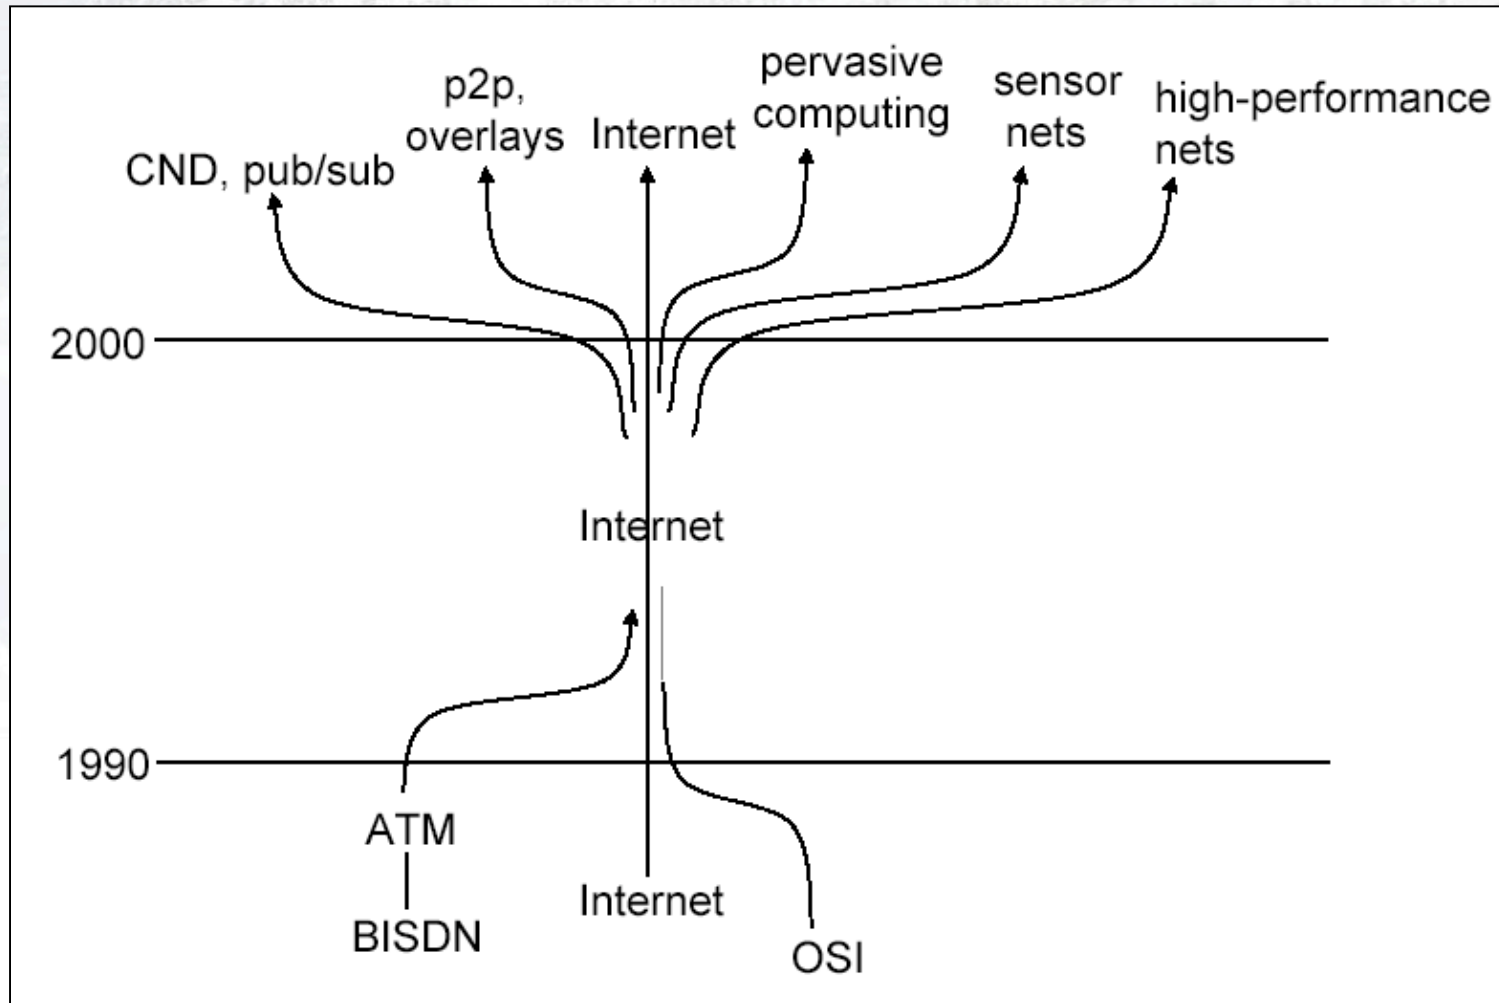 pervasive
computing
p2p,
overlays
Internet
sensor
nets
high-performance
nets
CND, pub/sub
2000
Internet
1990
ATM
BISDN
Internet
OSI